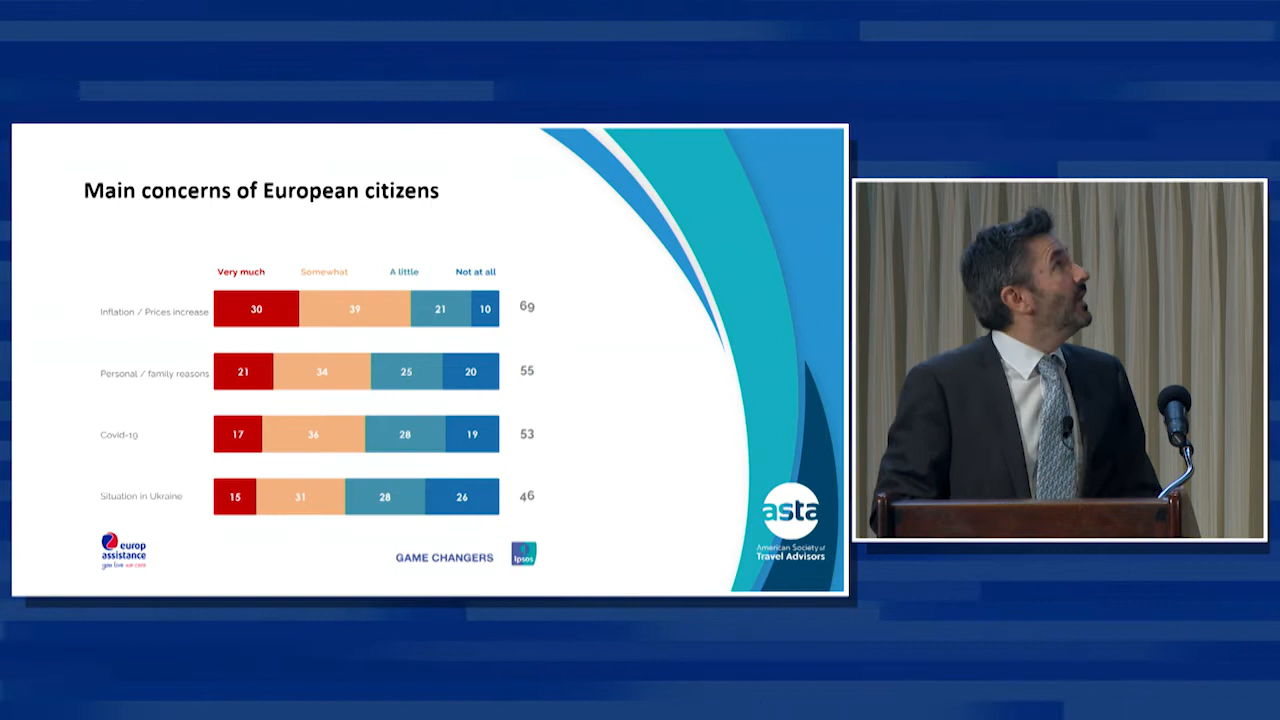 Main concerns of European citizens
Very much Somewhat A little Not at all
Inflation / Prices increase 30 39 21 10 69
Personal / family reasons 21 34 25 20 55
Covid-19 17 36 28 19 53
Situation in Ukraine 15 31 28 26 46
europ
assistance
you live we care
GAME CHANGERS
Ipsos
asta
American Society of
Travel Advisors